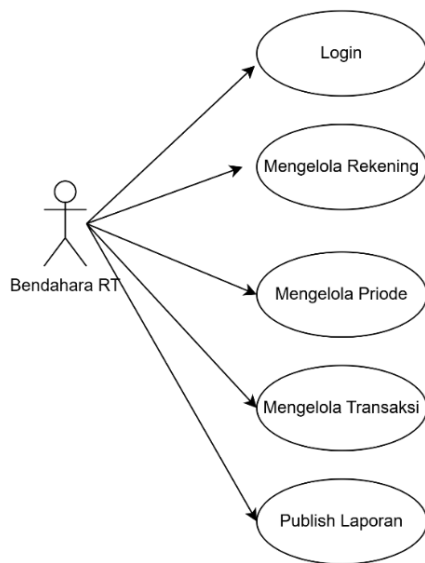 Login
Mengelola Rekening
Bendahara RT
Mengelola Priode
Mengelola Transaksi
Publish Laporan